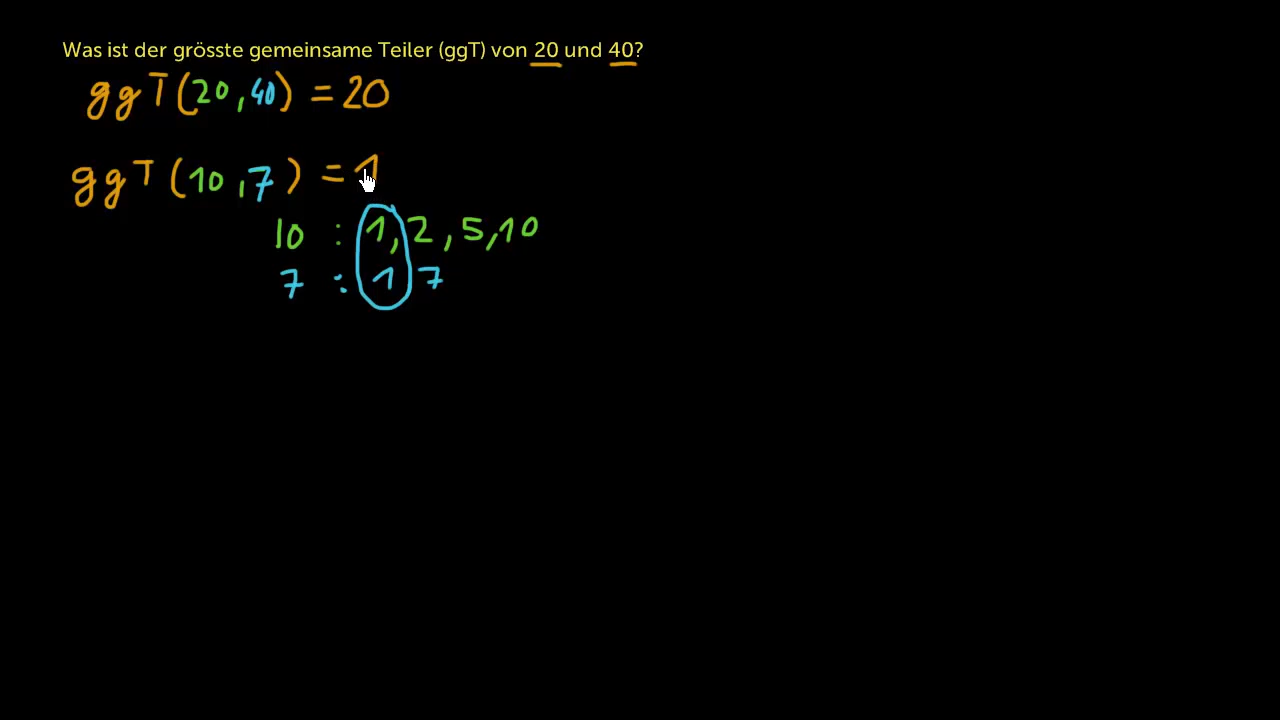 Was ist der grösste gemeinsame Teiler (ggT) von 20 und 40?
ggT(20,40) = 20
ggT(10,7) = 1
10 : 1, 2, 5, 10
7 : 1 7